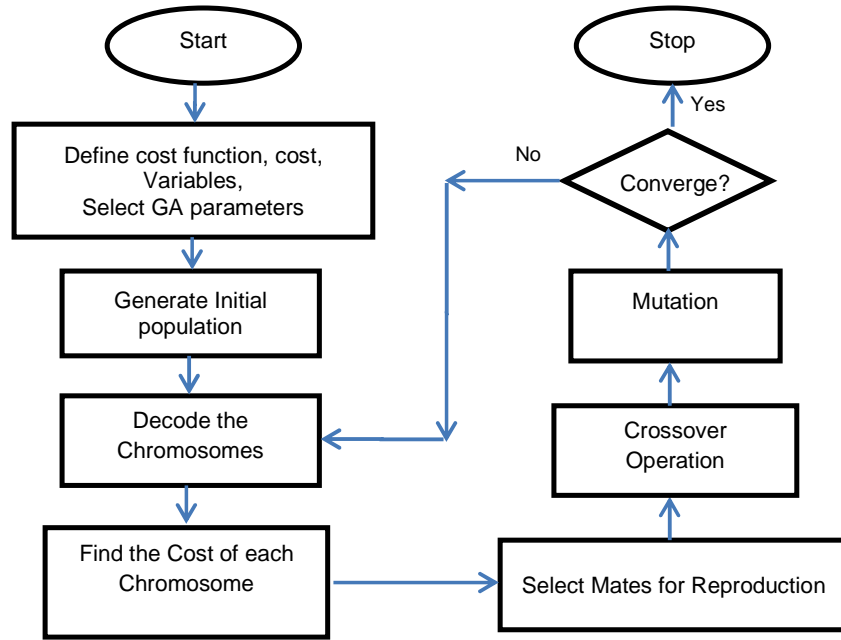 Start
Define cost function, cost,
Variables,
Select GA parameters
Generate Initial
population
Decode the
Chromosomes
Find the Cost of each
Chromosome
Select Mates for Reproduction
Crossover
Operation
Mutation
Converge?
No
Yes
Stop